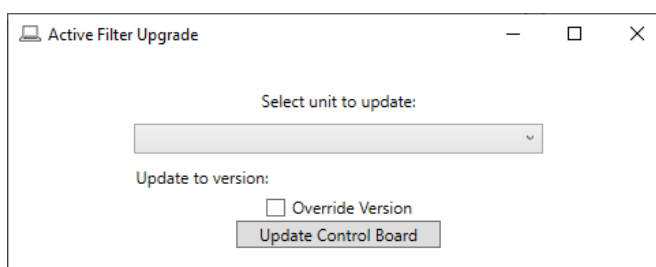 Active Filter Upgrade
Select unit to update:
Update to version:
Override Version
Update Control Board